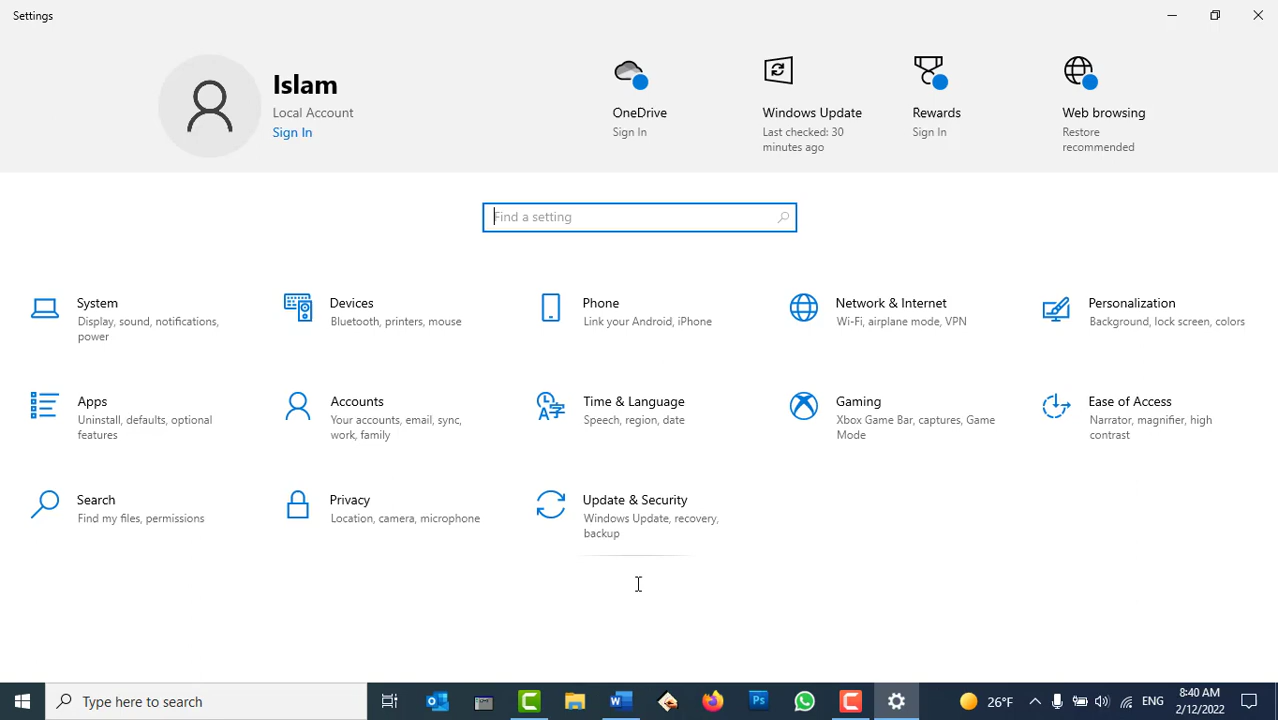 Settings
Islam
Local Account
Sign In
OneDrive
Sign In
Windows Update
Last checked: 30
minutes ago
Rewards
Sign In
Web browsing
Restore
recommended
Find a setting
System
Display, sound, notifications,
power
Devices
Bluetooth, printers, mouse
Phone
Link your Android, iPhone
Network & Internet
Wi-Fi, airplane mode, VPN
Personalization
Background, lock screen, colors
Apps
Uninstall, defaults, optional
features
Accounts
Your accounts, email, sync,
work, family
Time & Language
Speech, region, date
Gaming
Xbox Game Bar, captures, Game
Mode
Ease of Access
Narrator, magnifier, high
contrast
Search
Find my files, permissions
Privacy
Location, camera, microphone
Update & Security
Windows Update, recovery,
backup
Type here to search
26°F
ENG
8:40 AM
2/12/2022